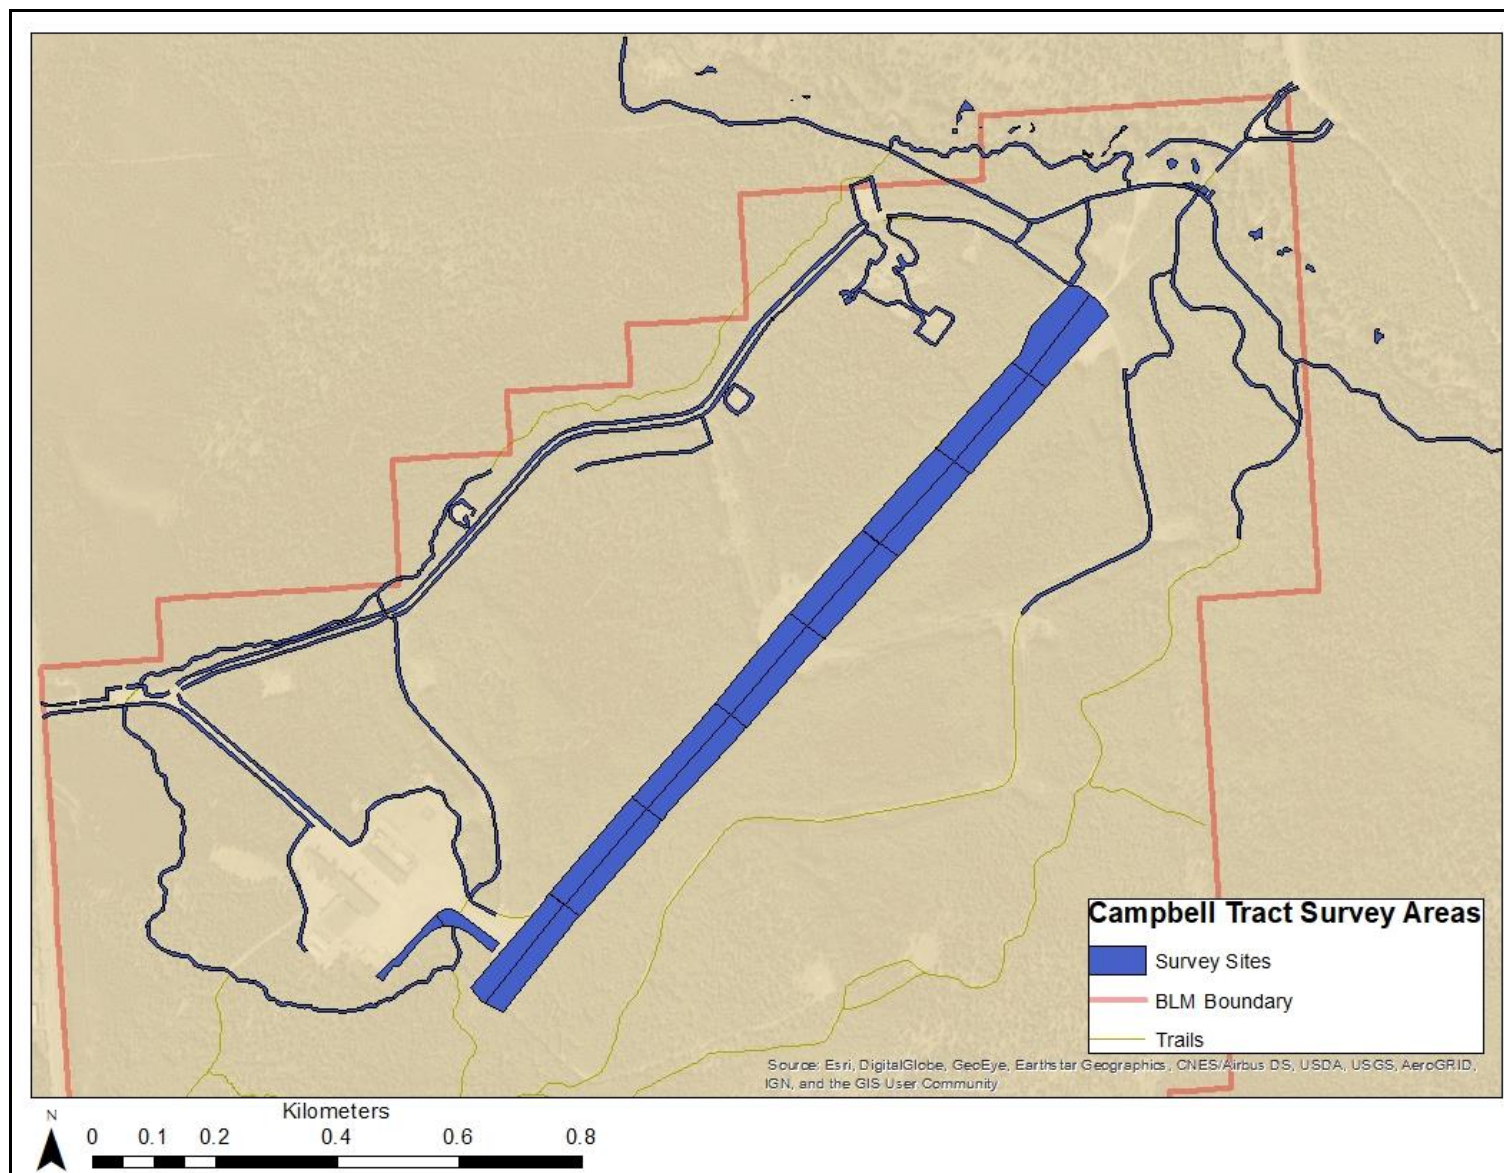 Campbell Tract Survey Areas
Survey Sites
BLM Boundary
Trails
Source: Esri, DigitalGlobe, GeoEye, Earthstar Geographics, CNES/Airbus DS, USDA, USGS, AeroGRID,
IGN, and the GIS User Community
N
Kilometers
0 0.1 0.2 0.4 0.6 0.8